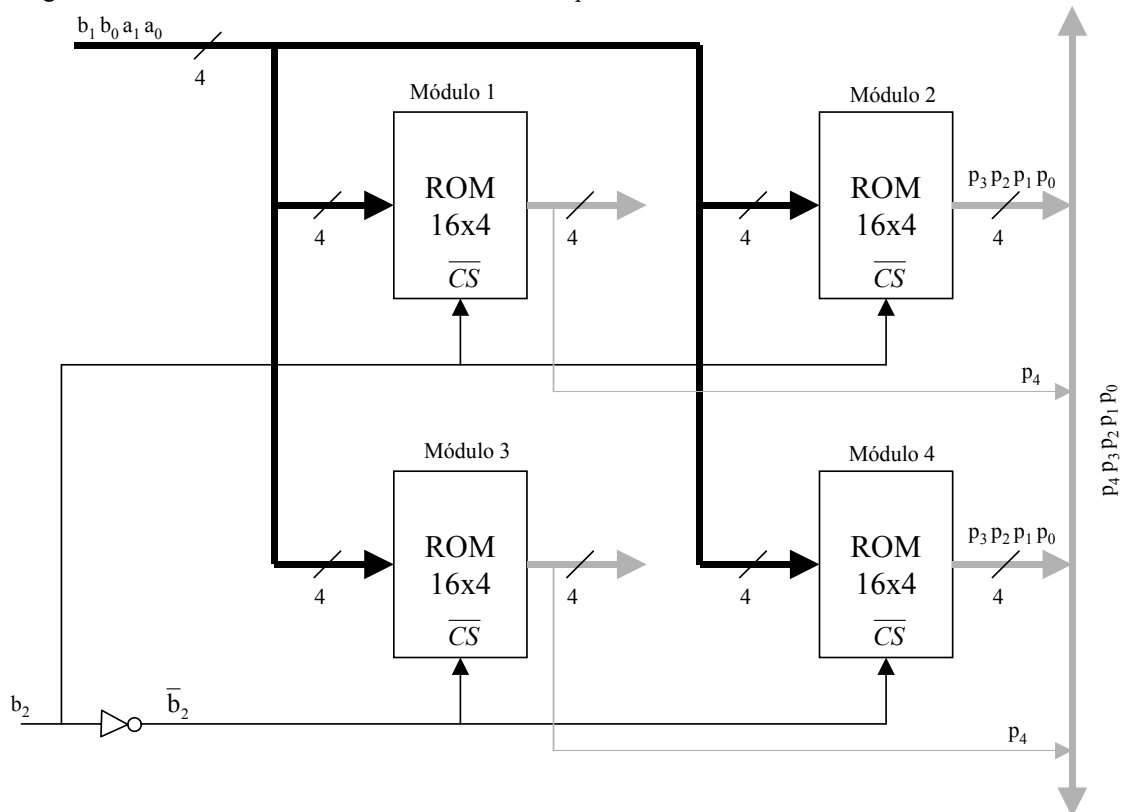 b₁ b₀ a₁ a₀
4
Módulo 1
Módulo 2
ROM
16x4
CS̅
4
4
ROM
16x4
CS̅
4
p₃ p₂ p₁ p₀
4
p₄
p₄ p₃ p₂ p₁ p₀
Módulo 3
Módulo 4
ROM
16x4
CS̅
4
4
ROM
16x4
CS̅
4
p₃ p₂ p₁ p₀
4
b₂
b̅₂
p₄